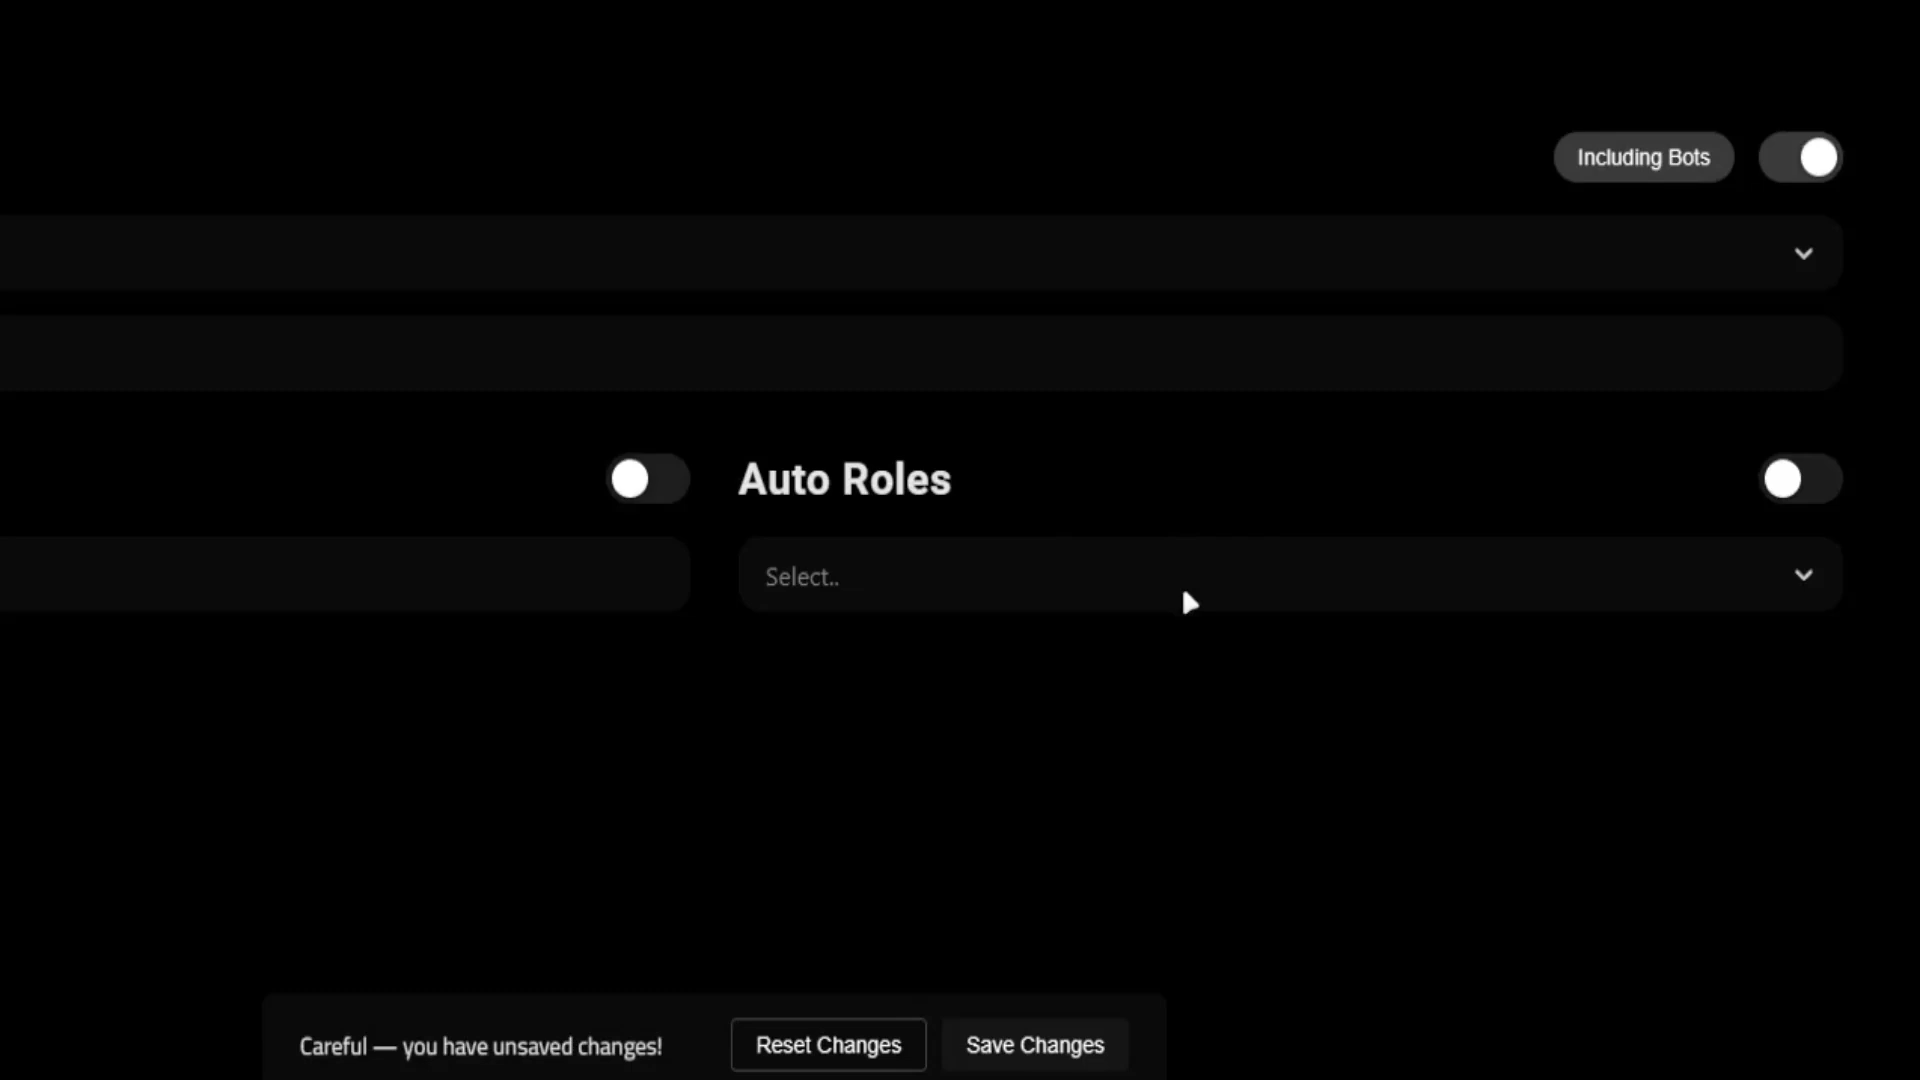 Including Bots
Auto Roles
Select..
Careful — you have unsaved changes!
Reset Changes
Save Changes